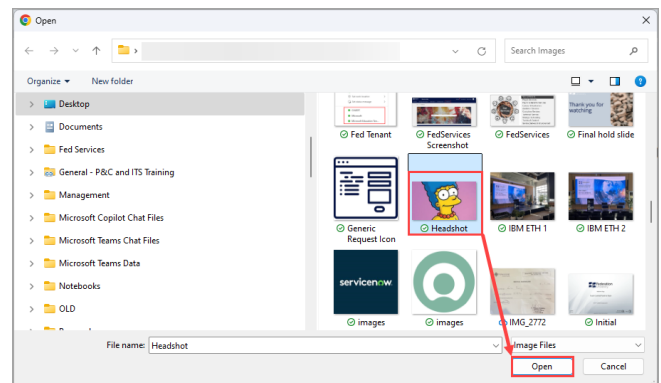 Open
Search Images
Organize
New folder
Desktop
Documents
Fed Services
General - P&C and ITS Training
Management
Microsoft Copilot Chat Files
Microsoft Teams Chat Files
Microsoft Teams Data
Notebooks
OLD
Thank you for
watching
Fed Tenant
FedServices
Screenshot
FedServices
Final hold slide
Generic
Request Icon
Headshot
IBM ETH 1
IBM ETH 2
servicenow
images
images
IMG_2772
Initial
File name:
Headshot
Image Files
Open
Cancel